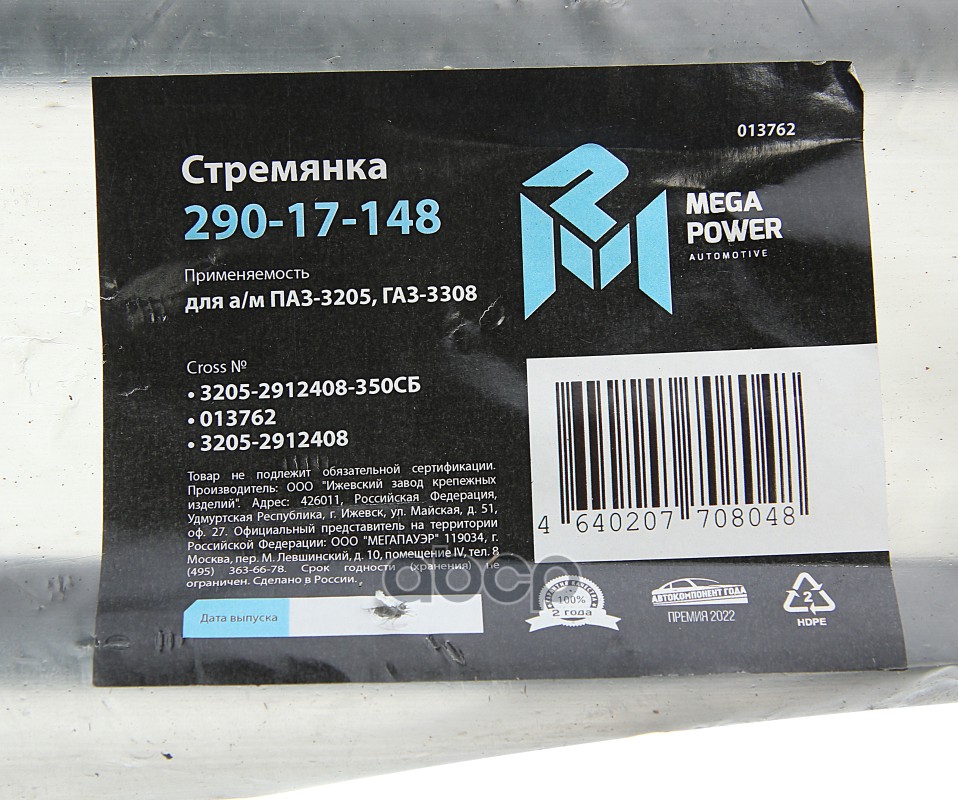 013762
Стремянка
290-17-148
MEGA
POWER
AUTOMOTIVE
Применяемость
для а/м ПАЗ-3205, ГАЗ-3308
Cross №
• 3205-2912408-350СБ
• 013762
• 3205-2912408
Товар не подлежит обязательной сертификации.
Производитель: ООО "Ижевский завод крепежных
изделий". Адрес: 426011, Российская Федерация,
Удмуртская Республика, г. Ижевск, ул. Майская, д. 51,
оф. 27. Официальный представитель на территории
Российской Федерации: ООО "МЕГАПАУЭР" 119034, г.
Москва, пер. М. Левшинский, д. 10, помещение IV, тел. 8
(495) 363-66-78. Срок годности (хранения) не
ограничен. Сделано в России.
4 640207 708048
Дата выпуска
abcp
100%
2 года
АВТОКОМПОНЕНТ ГОДА
ПРЕМИЯ 2022
2
HDPE